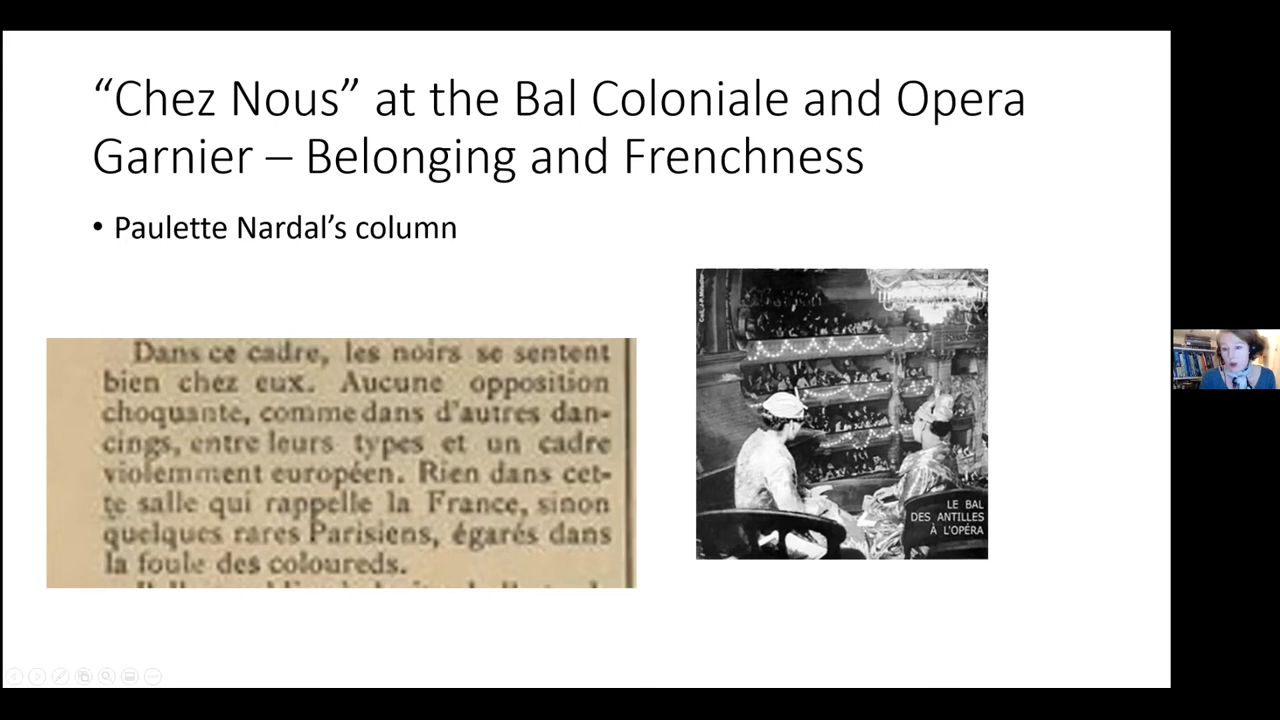 “Chez Nous” at the Bal Coloniale and Opera
Garnier – Belonging and Frenchness
• Paulette Nardal’s column
Dans ce cadre, les noirs se sentent
bien chez eux. Aucune opposition
choquante, comme dans d'autres dan-
cings, entre leurs types et un cadre
violemment européen. Rien dans cet-
te salle qui rappelle la France, sinon
quelques rares Parisiens, égarés dans
la foule des coloureds.
LE BAL
DES ANTILLES
À L'OPÉRA